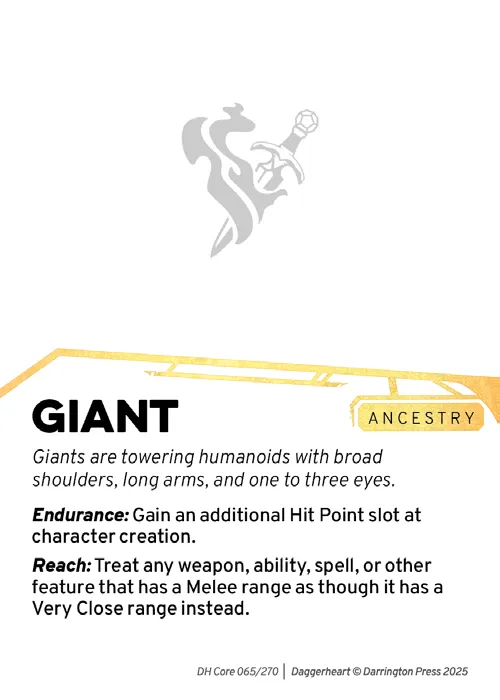 GIANT
ANCESTRY
Giants are towering humanoids with broad
shoulders, long arms, and one to three eyes.
Endurance: Gain an additional Hit Point slot at
character creation.
Reach: Treat any weapon, ability, spell, or other
feature that has a Melee range as though it has a
Very Close range instead.
DH Core 065/270 | Daggerheart © Darrington Press 2025